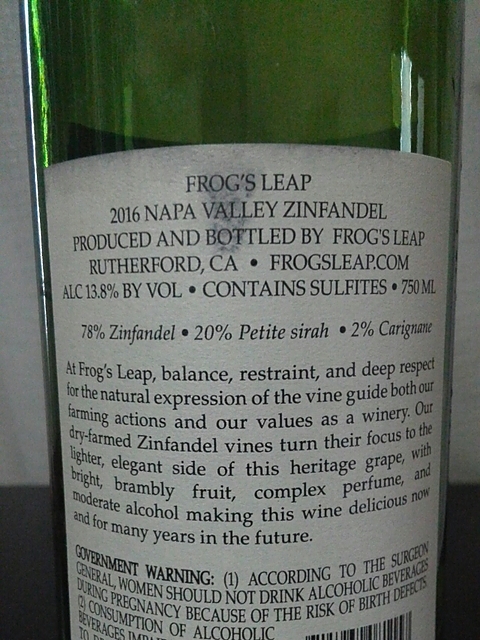 FROG'S LEAP
2016 NAPA VALLEY ZINFANDEL
PRODUCED AND BOTTLED BY FROG'S LEAP
RUTHERFORD, CA • FROGSLEAP.COM
ALC 13.8% BY VOL • CONTAINS SULFITES • 750 ML
78% Zinfandel • 20% Petite sirah • 2% Carignane
At Frog's Leap, balance, restraint, and deep respect
for the natural expression of the vine guide both our
farming actions and our values as a winery. Our
dry-farmed Zinfandel vines turn their focus to the
lighter, elegant side of this heritage grape, with
bright, brambly fruit, complex perfume, and
moderate alcohol making this wine delicious now
and for many years in the future.
GOVERNMENT WARNING: (1) ACCORDING TO THE SURGEON
GENERAL, WOMEN SHOULD NOT DRINK ALCOHOLIC BEVERAGES
DURING PREGNANCY BECAUSE OF THE RISK OF BIRTH DEFECTS.
(2) CONSUMPTION OF ALCOHOLIC
BEVERAGES